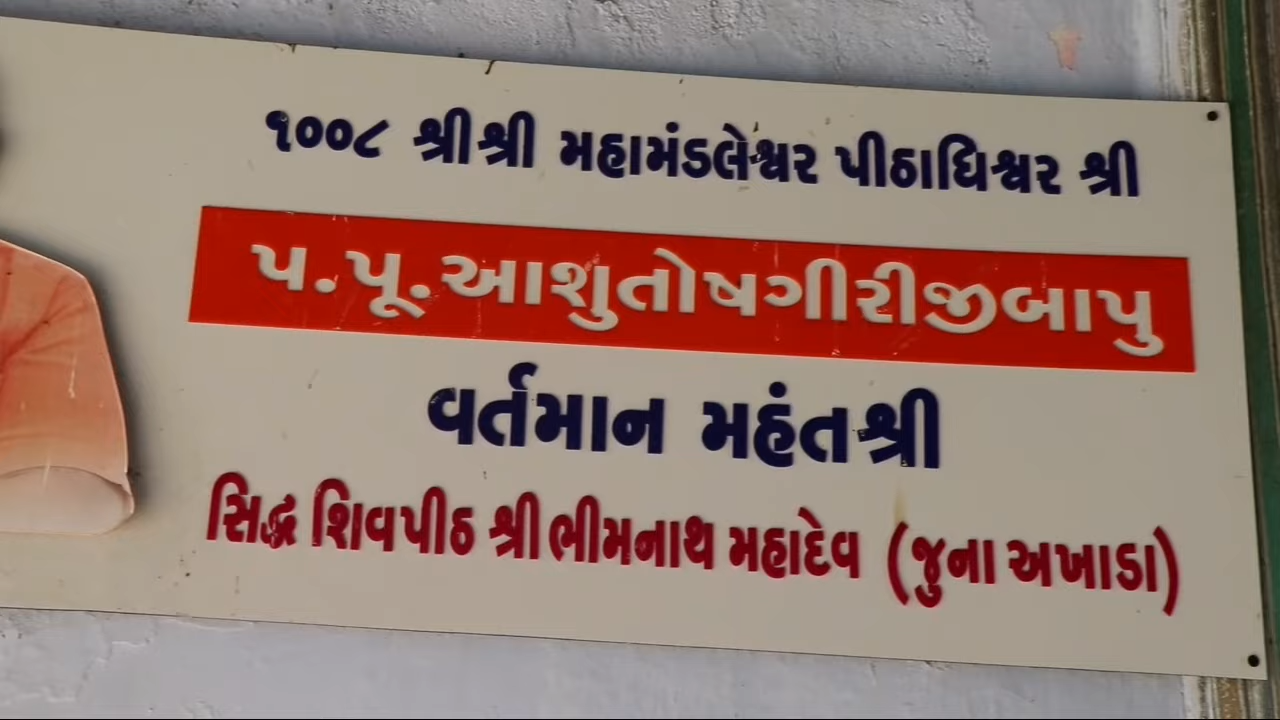 ૧૦૦૮ શ્રીશ્રી મહામંડલેશ્વર પીઠાધિશ્વર શ્રી
પ.પૂ.આશુતોષગીરીજીબાપુ
વર્તમાન મહંતશ્રી
સિદ્ધ શિવપીઠ શ્રી ભીમનાથ મહાદેવ (જુના અખાડા)